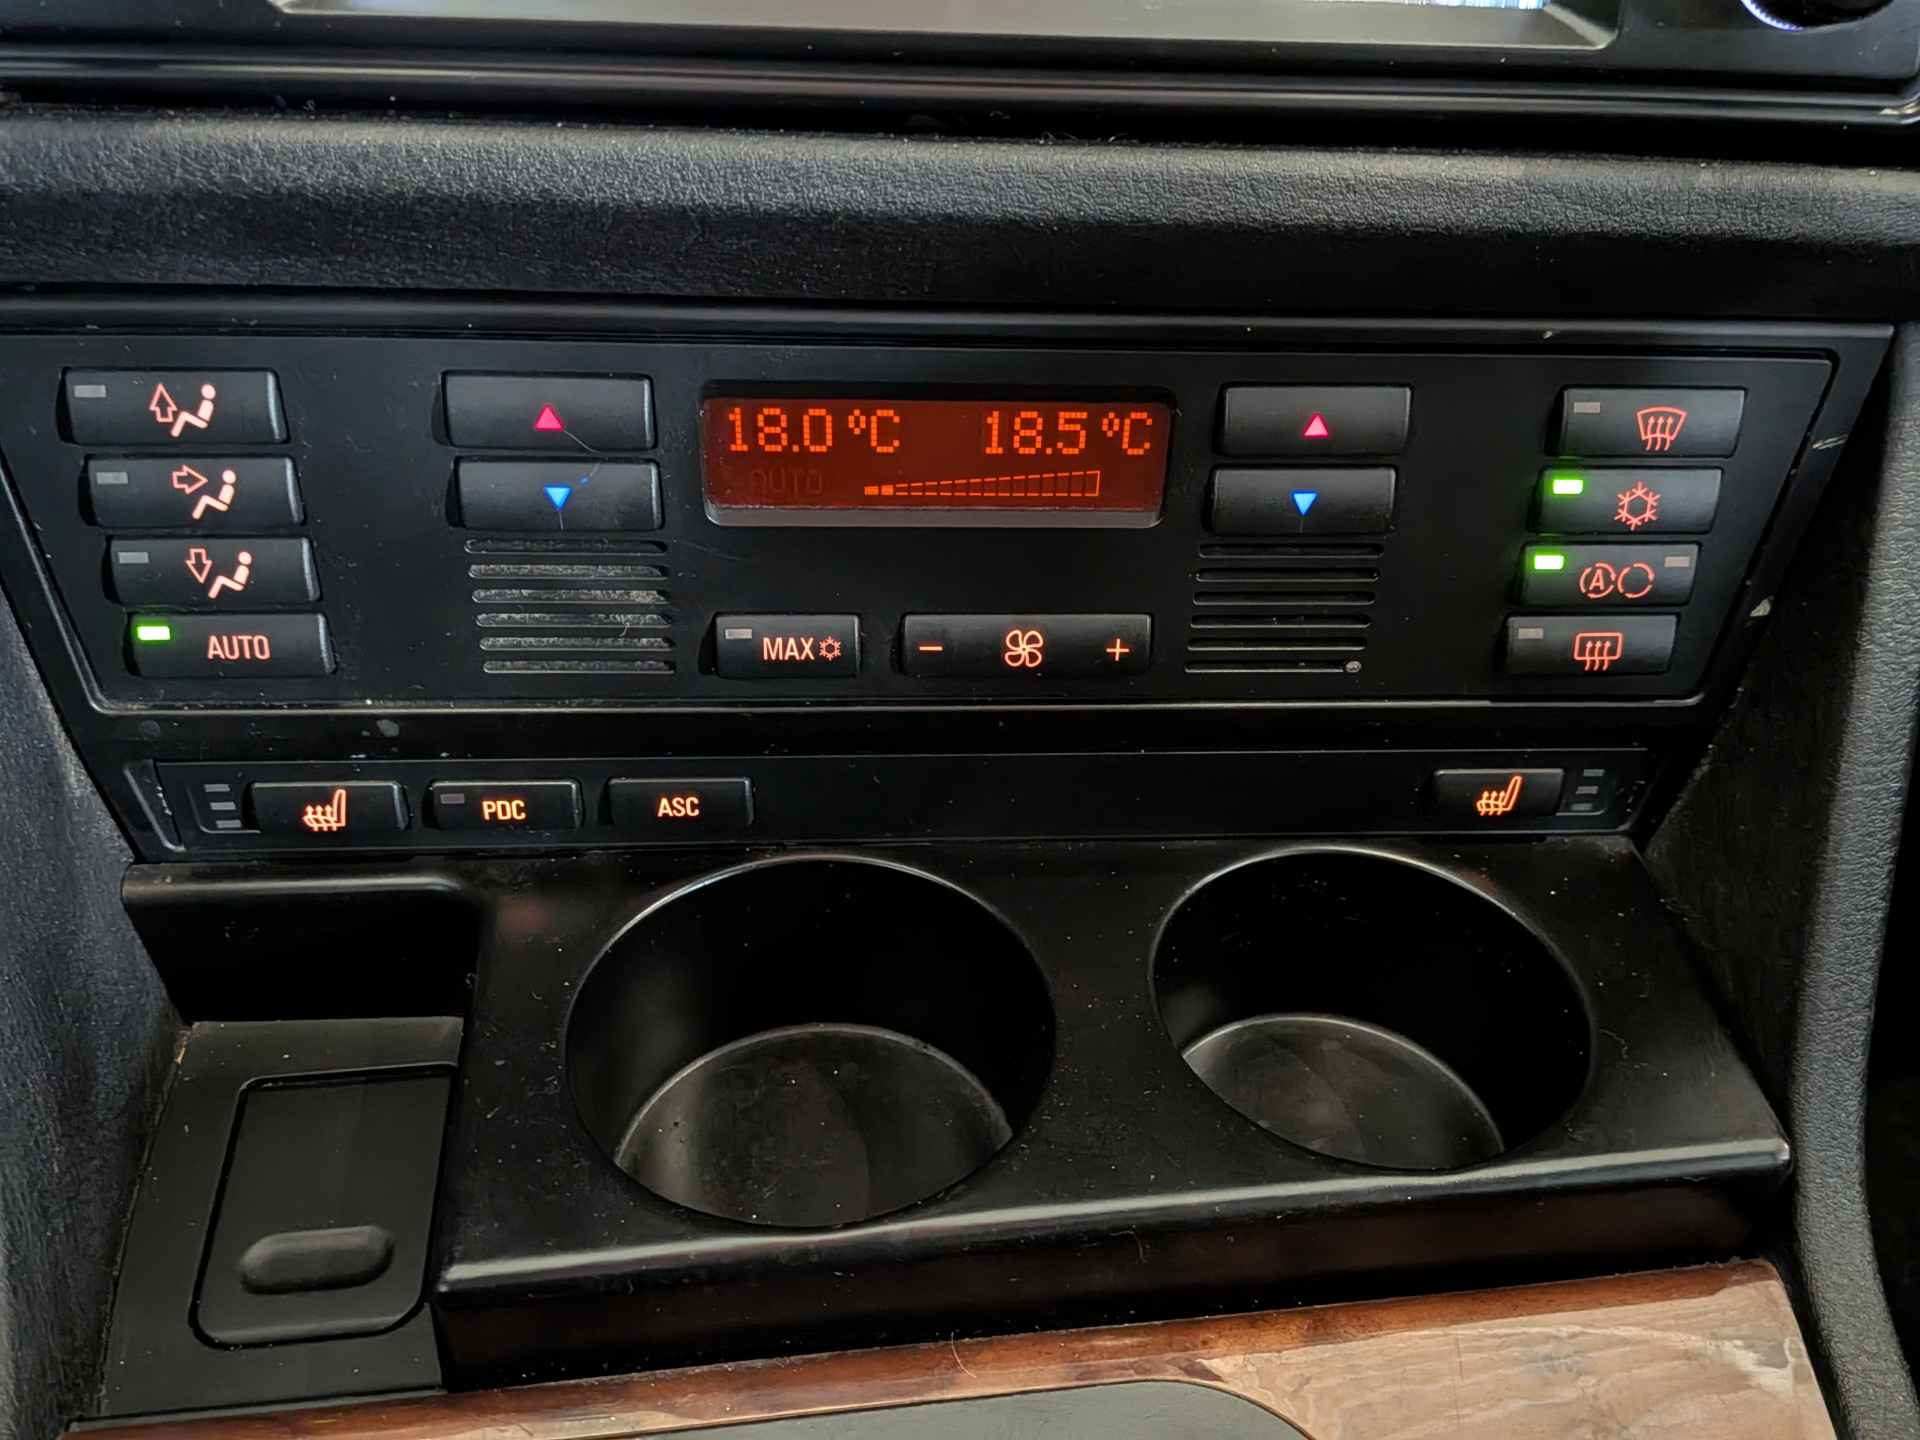 18.0 °C 18.5 °C
AUTO
AUTO
MAX
- +
A
PDC
ASC